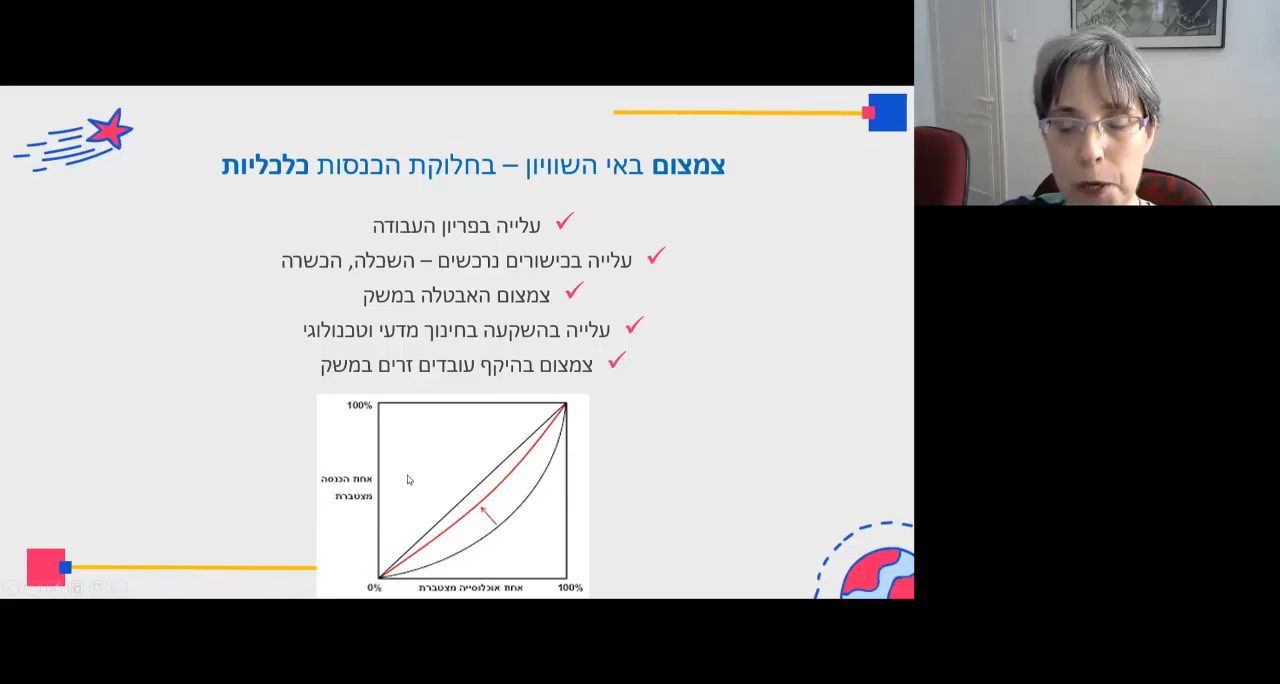 צמצום באי השוויון – בחלוקת הכנסות כלכליות
עלייה בפריון העבודה
עלייה בכישורים נרכשים – השכלה, הכשרה
צמצום האבטלה במשק
עלייה בהשקעה בחינוך מדעי וטכנולוגי
צמצום בהיקף עובדים זרים במשק
100%
אחוז הכנסה
מצטברת
0%
אחוז אוכלוסייה מצטברת
100%